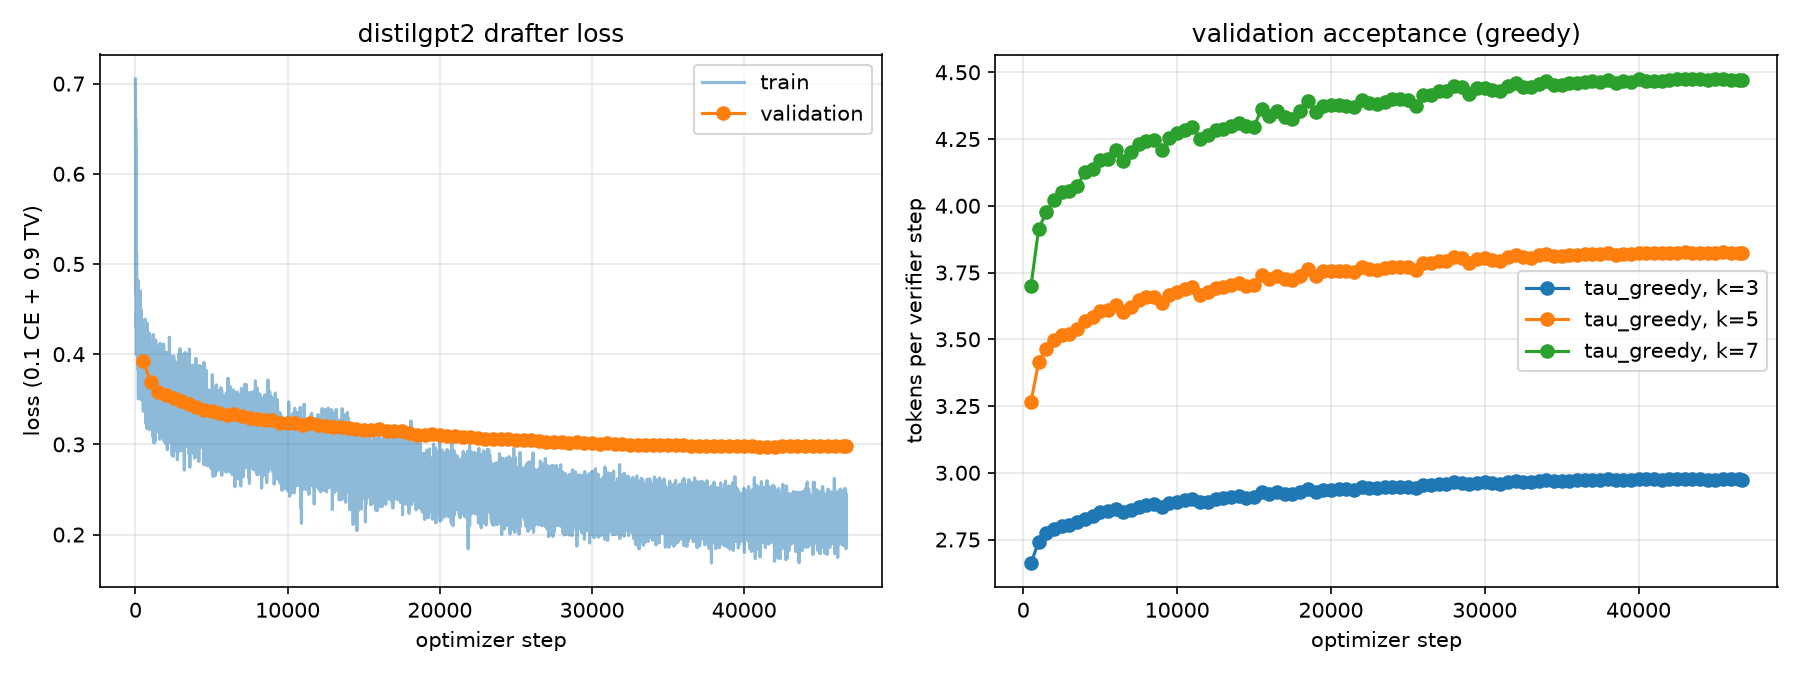 distilgpt2 drafter loss
train
validation
0.7
0.6
0.5
0.4
0.3
0.2
loss (0.1 CE + 0.9 TV)
0
10000
20000
30000
40000
optimizer step
validation acceptance (greedy)
4.50
4.25
4.00
3.75
3.50
3.25
3.00
2.75
tokens per verifier step
tau_greedy, k=3
tau_greedy, k=5
tau_greedy, k=7
0
10000
20000
30000
40000
optimizer step